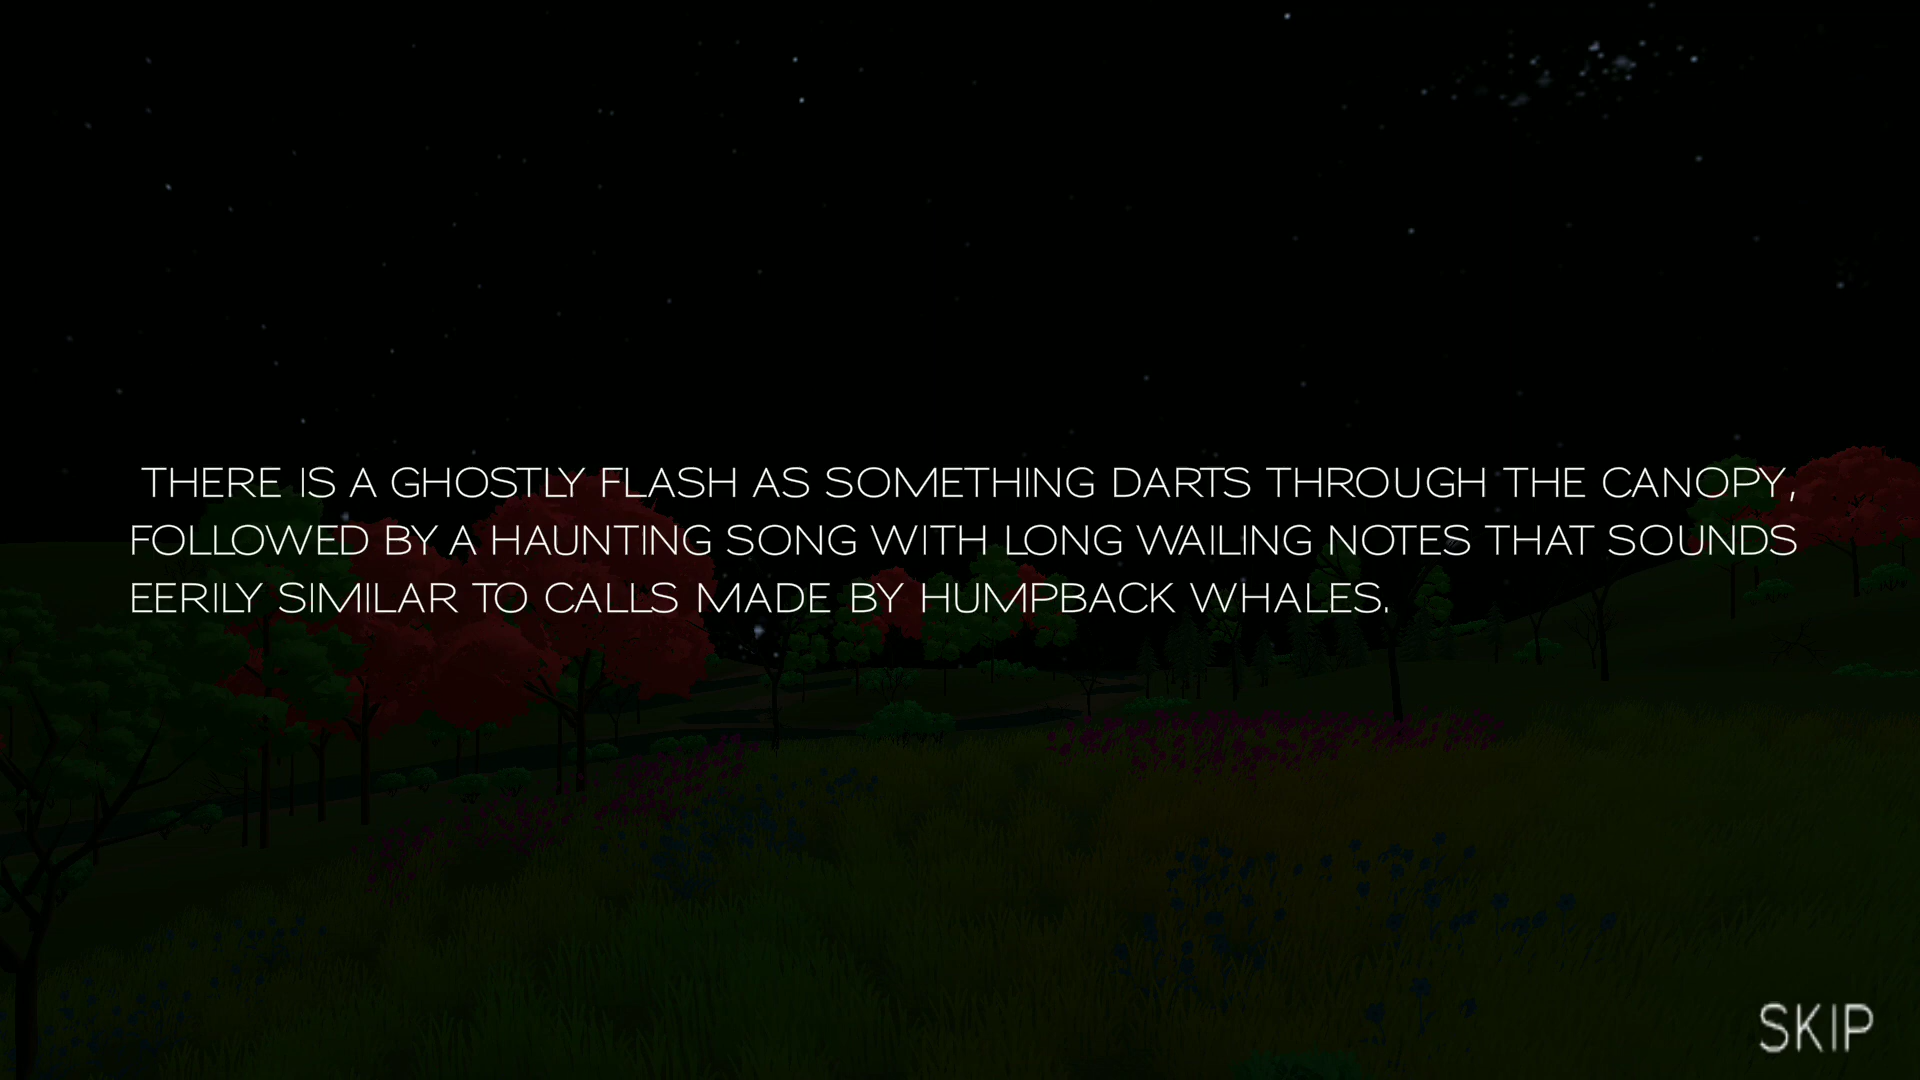 THERE IS A GHOSTLY FLASH AS SOMETHING DARTS THROUGH THE CANOPY,
FOLLOWED BY A HAUNTING SONG WITH LONG WAILING NOTES THAT SOUNDS
EERILY SIMILAR TO CALLS MADE BY HUMPBACK WHALES.
SKIP